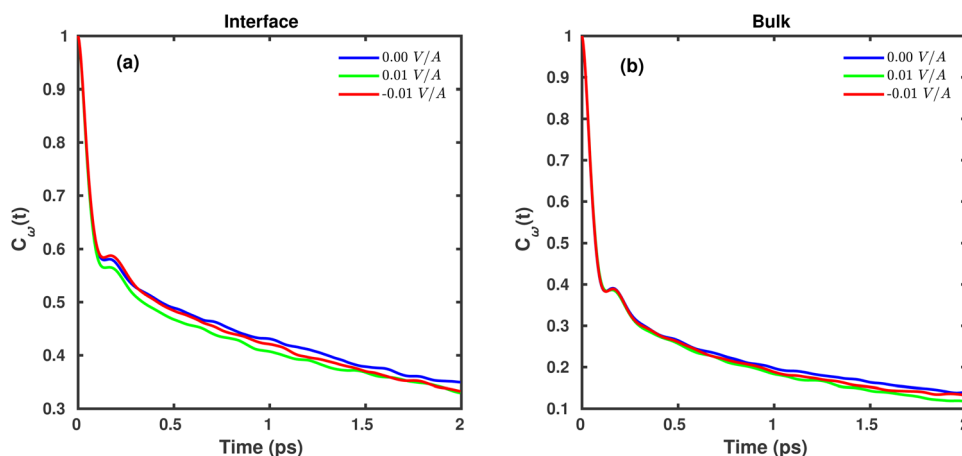 Interface
(a)
0.00 V/A
0.01 V/A
-0.01 V/A
1
0.9
0.8
0.7
0.6
0.5
0.4
0.3
C_ω(t)
0
0.5
1
1.5
2
Time (ps)
Bulk
(b)
0.00 V/A
0.01 V/A
-0.01 V/A
1
0.9
0.8
0.7
0.6
0.5
0.4
0.3
0.2
0.1
C_ω(t)
0
0.5
1
1.5
2
Time (ps)